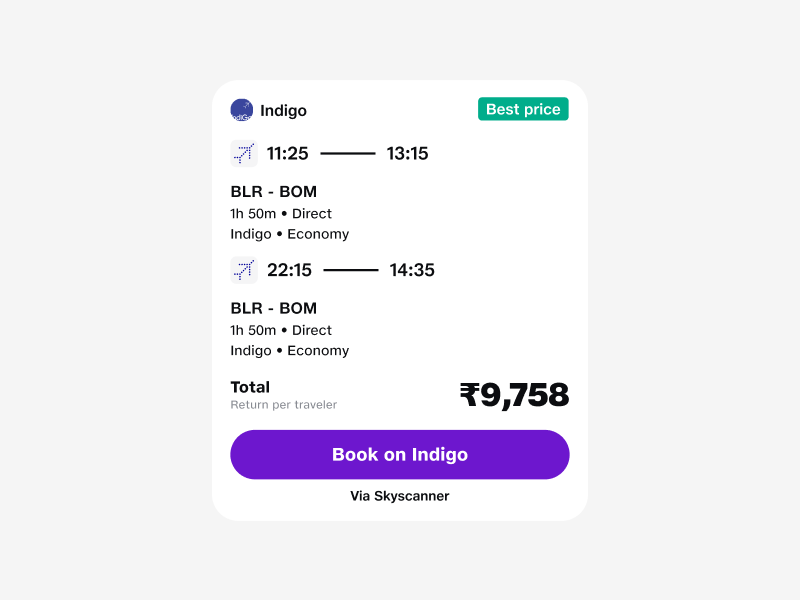 Indigo Best price
11:25 13:15
BLR - BOM
1h 50m • Direct
Indigo • Economy
22:15 14:35
BLR - BOM
1h 50m • Direct
Indigo • Economy
Total ₹9,758
Return per traveler
Book on Indigo
Via Skyscanner